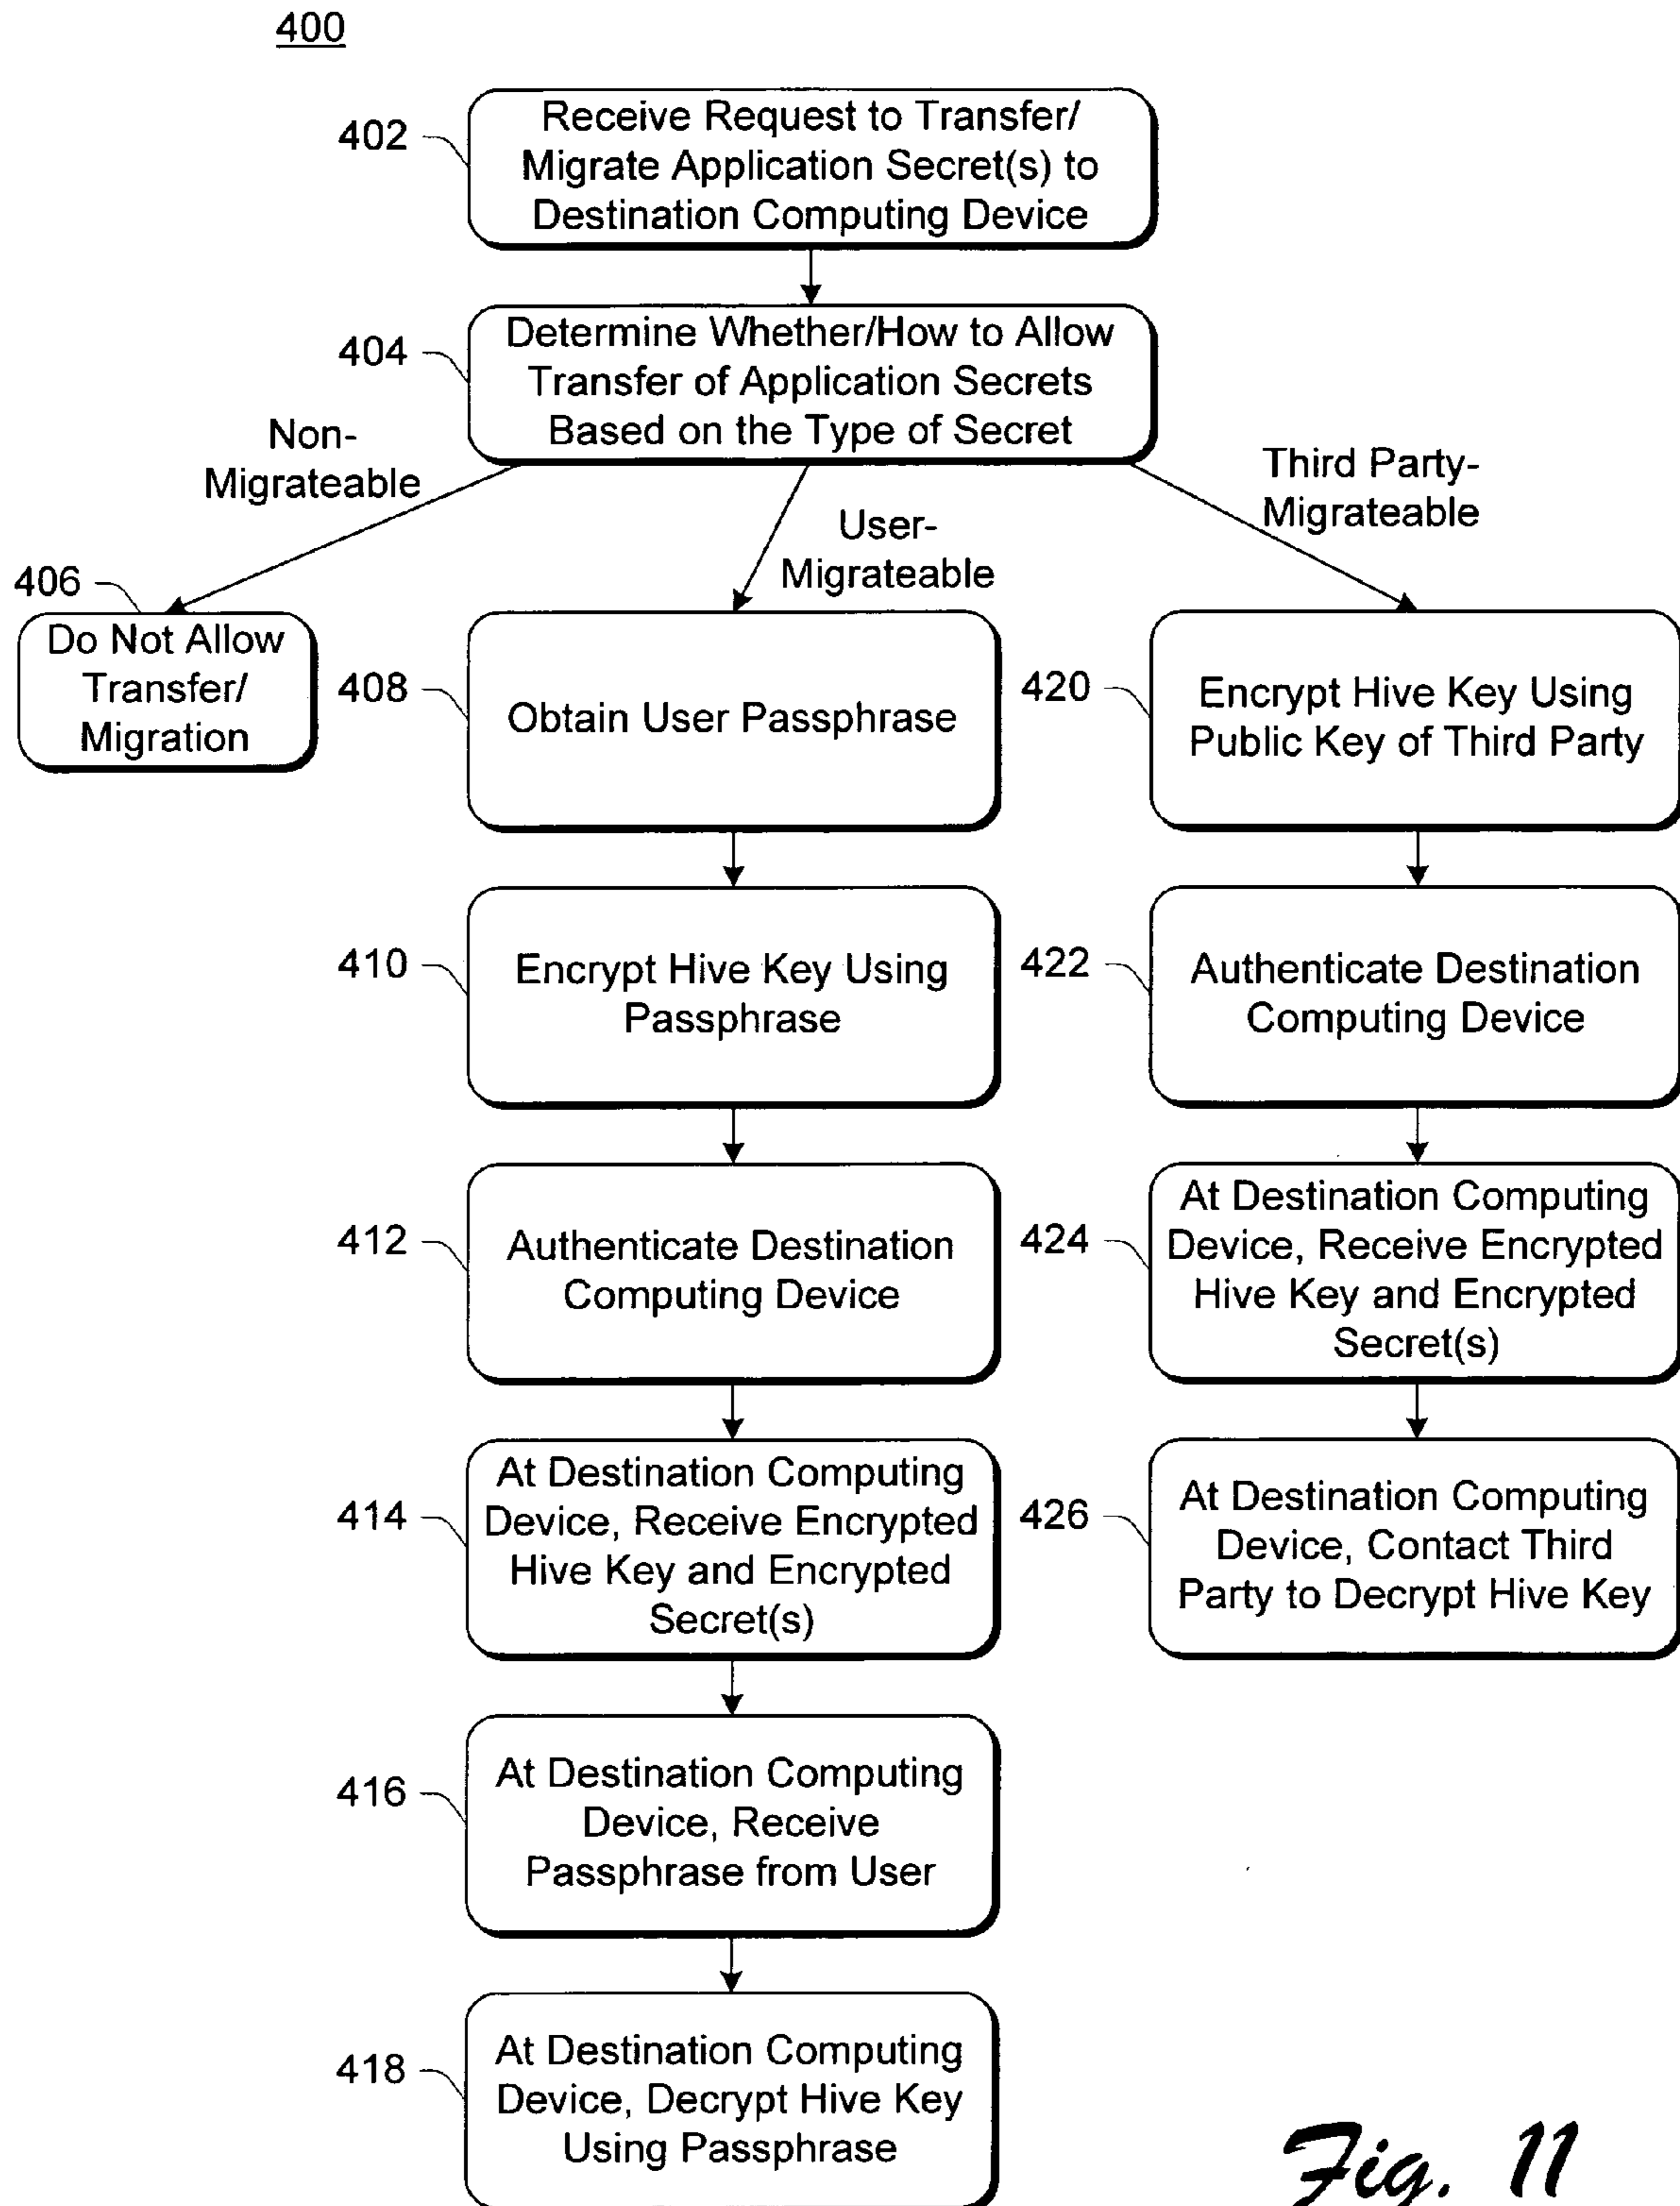 400
402
Receive Request to Transfer/
Migrate Application Secret(s) to
Destination Computing Device
404
Determine Whether/How to Allow
Transfer of Application Secrets
Based on the Type of Secret
Non-
Migrateable
User-
Migrateable
Third Party-
Migrateable
406
Do Not Allow
Transfer/
Migration
408
Obtain User Passphrase
410
Encrypt Hive Key Using
Passphrase
412
Authenticate Destination
Computing Device
414
At Destination Computing
Device, Receive Encrypted
Hive Key and Encrypted
Secret(s)
416
At Destination Computing
Device, Receive
Passphrase from User
418
At Destination Computing
Device, Decrypt Hive Key
Using Passphrase
420
Encrypt Hive Key Using
Public Key of Third Party
422
Authenticate Destination
Computing Device
424
At Destination Computing
Device, Receive Encrypted
Hive Key and Encrypted
Secret(s)
426
At Destination Computing
Device, Contact Third
Party to Decrypt Hive Key
Fig. 11